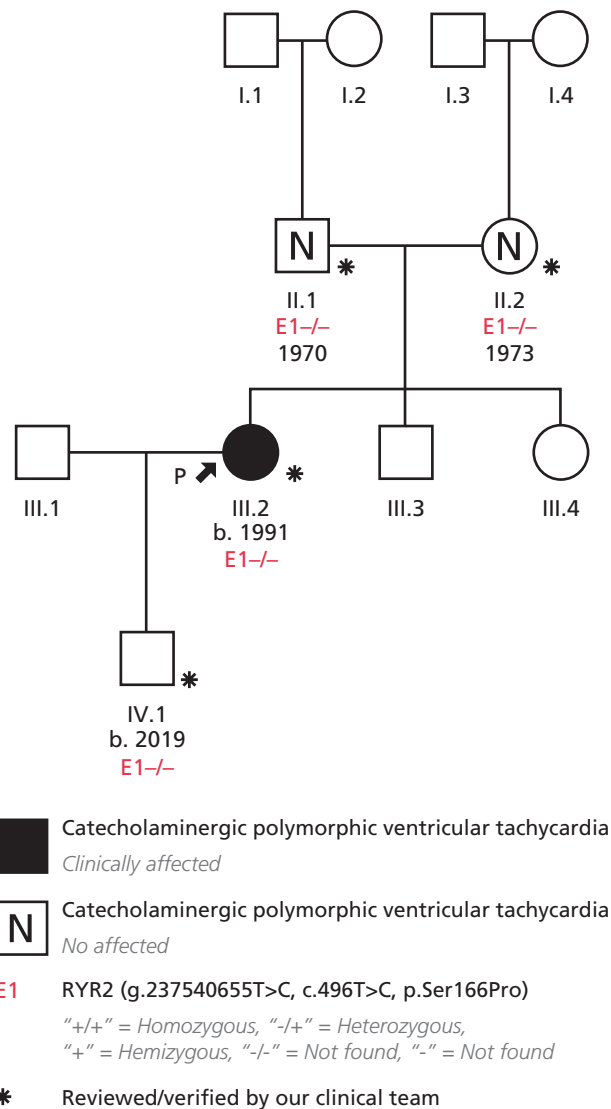 I.1 I.2 I.3 I.4
N * N *
II.1 II.2
E1–/– E1–/–
1970 1973
P * 
III.1 III.2 III.3 III.4
b. 1991
E1–/–
*
IV.1
b. 2019
E1–/–
Catecholaminergic polymorphic ventricular tachycardia
Clinically affected
N Catecholaminergic polymorphic ventricular tachycardia
No affected
E1 RYR2 (g.237540655T>C, c.496T>C, p.Ser166Pro)
“+/+” = Homozygous, “-/+” = Heterozygous,
“+” = Hemizygous, “-/-” = Not found, “-” = Not found
* Reviewed/verified by our clinical team